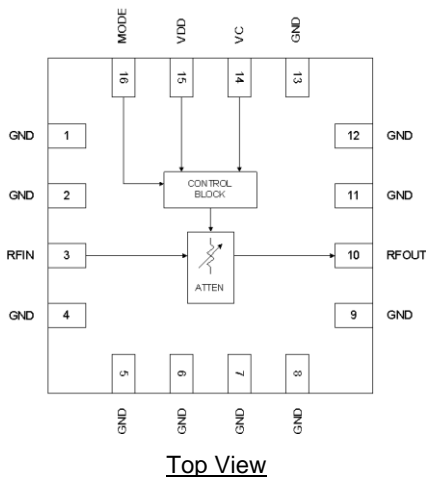 MODE VDD VC GND
16 15 14 13
GND 1 12 GND
GND 2 11 GND
CONTROL
BLOCK
RFIN 3 10 RFOUT
ATTEN
GND 4 9 GND
5 6 7 8
GND GND GND GND
Top View